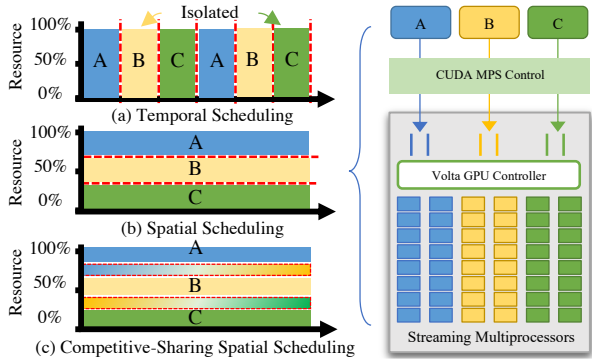 Isolated
Resource
100%
50%
0%
A
B
C
A
B
C
(a) Temporal Scheduling
Resource
100%
50%
0%
A
B
C
(b) Spatial Scheduling
Resource
100%
50%
0%
A
B
C
(c) Competitive-Sharing Spatial Scheduling
A
B
C
CUDA MPS Control
Volta GPU Controller
Streaming Multiprocessors